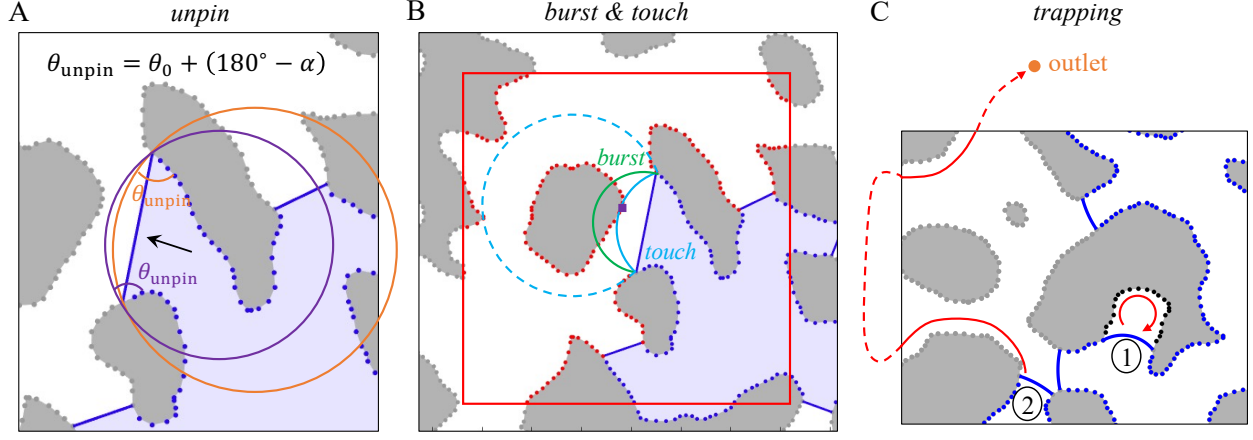 A
unpin
θunpin = θ0 + (180° − α)
θunpin
θunpin
B
burst & touch
burst
touch
C
trapping
outlet
1
2